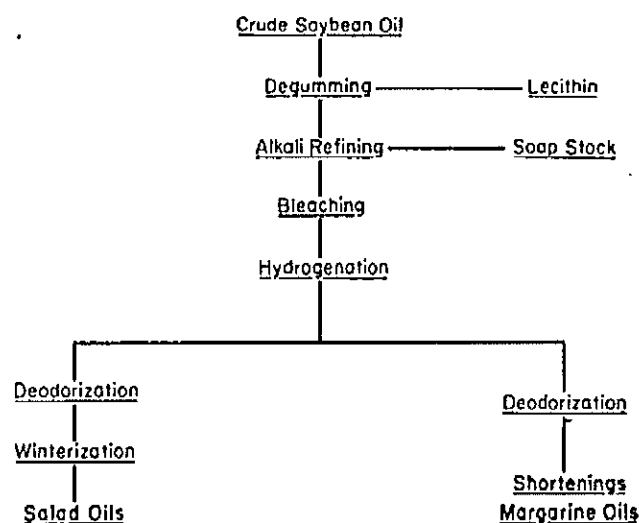 Crude Soybean Oil
Degumming Lecithin
Alkali Refining Soap Stock
Bleaching
Hydrogenation
Deodorization
Deodorization
Winterization
Shortenings
Salad Oils Margarine Oils